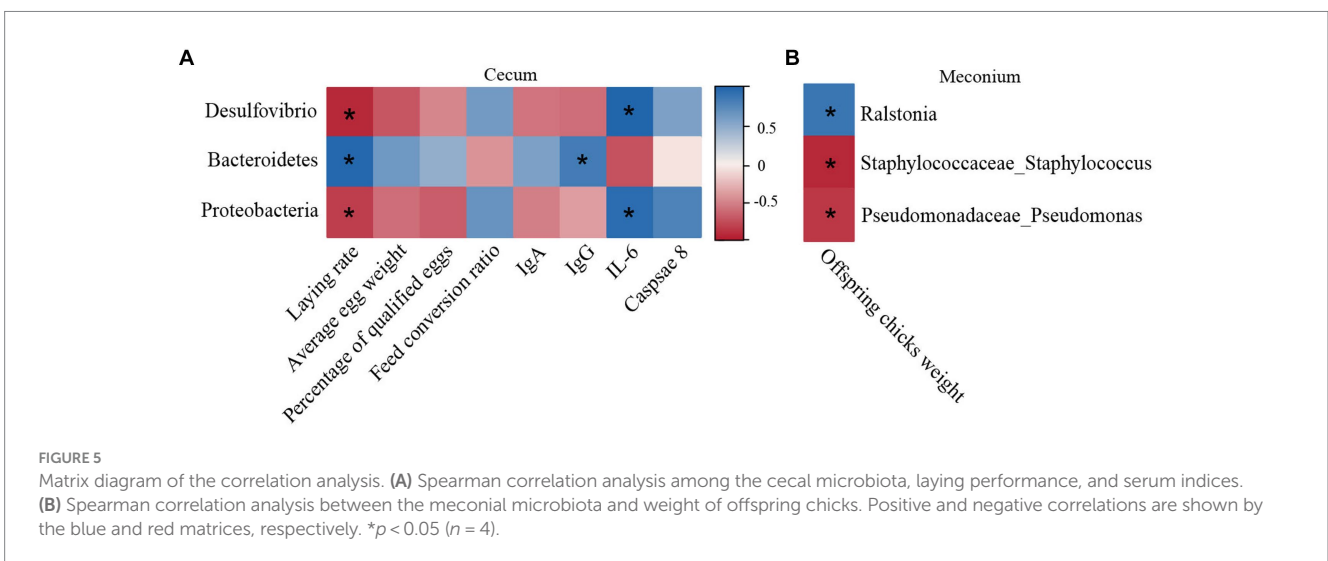 A
B
Cecum
Meconium
Desulfovibrio
Bacteroidetes
Proteobacteria
*
*
*
*
*
*
0.5
0
-0.5
*
*
*
Ralstonia
Staphylococcaceae_Staphylococcus
Pseudomonadaceae_Pseudomonas
Laying rate
Average egg weight
Percentage of qualified eggs
Feed conversion ratio
IgA
IgG
IL-6
Caspsae 8
Offspring chicks weight
FIGURE 5
Matrix diagram of the correlation analysis. (A) Spearman correlation analysis among the cecal microbiota, laying performance, and serum indices.
(B) Spearman correlation analysis between the meconial microbiota and weight of offspring chicks. Positive and negative correlations are shown by
the blue and red matrices, respectively. *p < 0.05 (n = 4).